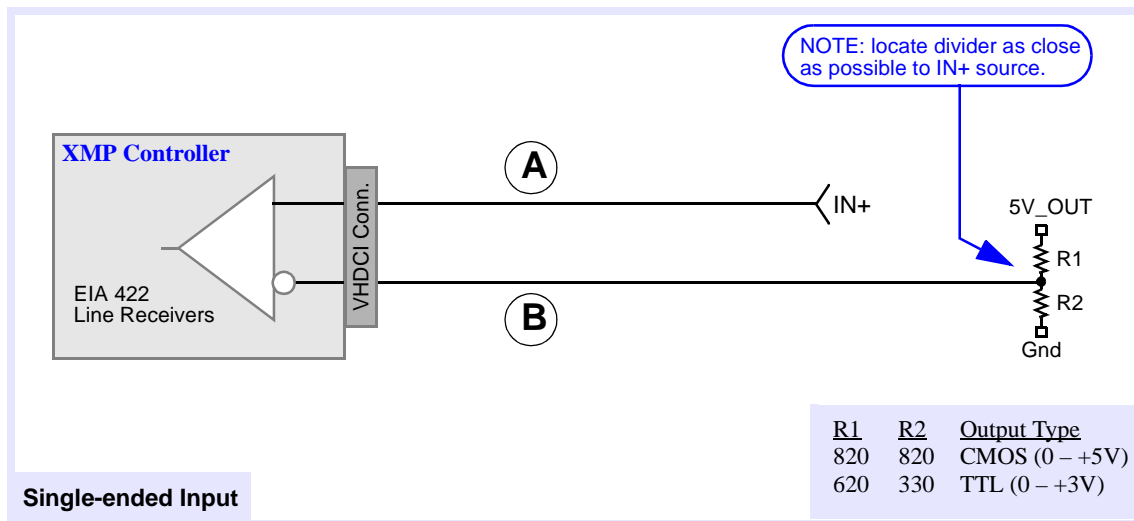 NOTE: locate divider as close
as possible to IN+ source.
XMP Controller
VHDCI Conn.
A
IN+
5V_OUT
R1
R2
Gnd
EIA 422
Line Receivers
B
R1 R2 Output Type
820 820 CMOS (0 – +5V)
620 330 TTL (0 – +3V)
Single-ended Input